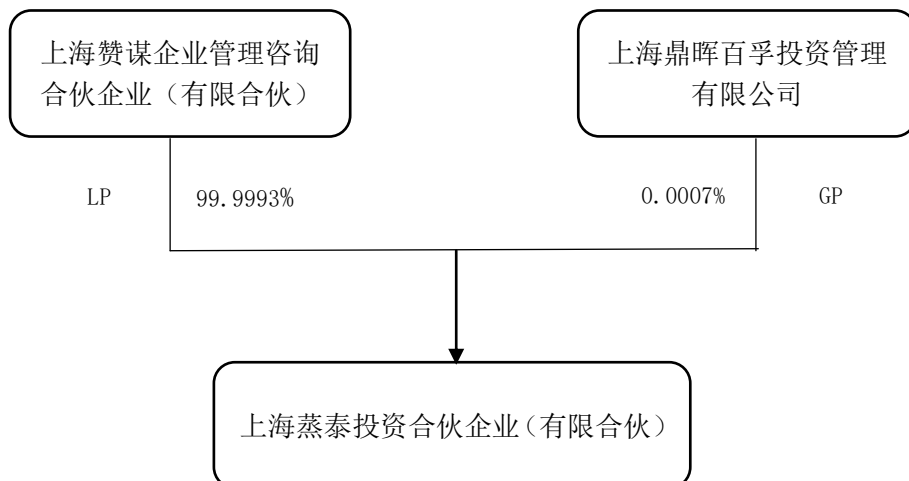 上海赞谋企业管理咨询
合伙企业（有限合伙）
上海鼎晖百孚投资管理
有限公司
LP
99.9993%
0.0007%
GP
上海蒸泰投资合伙企业（有限合伙）